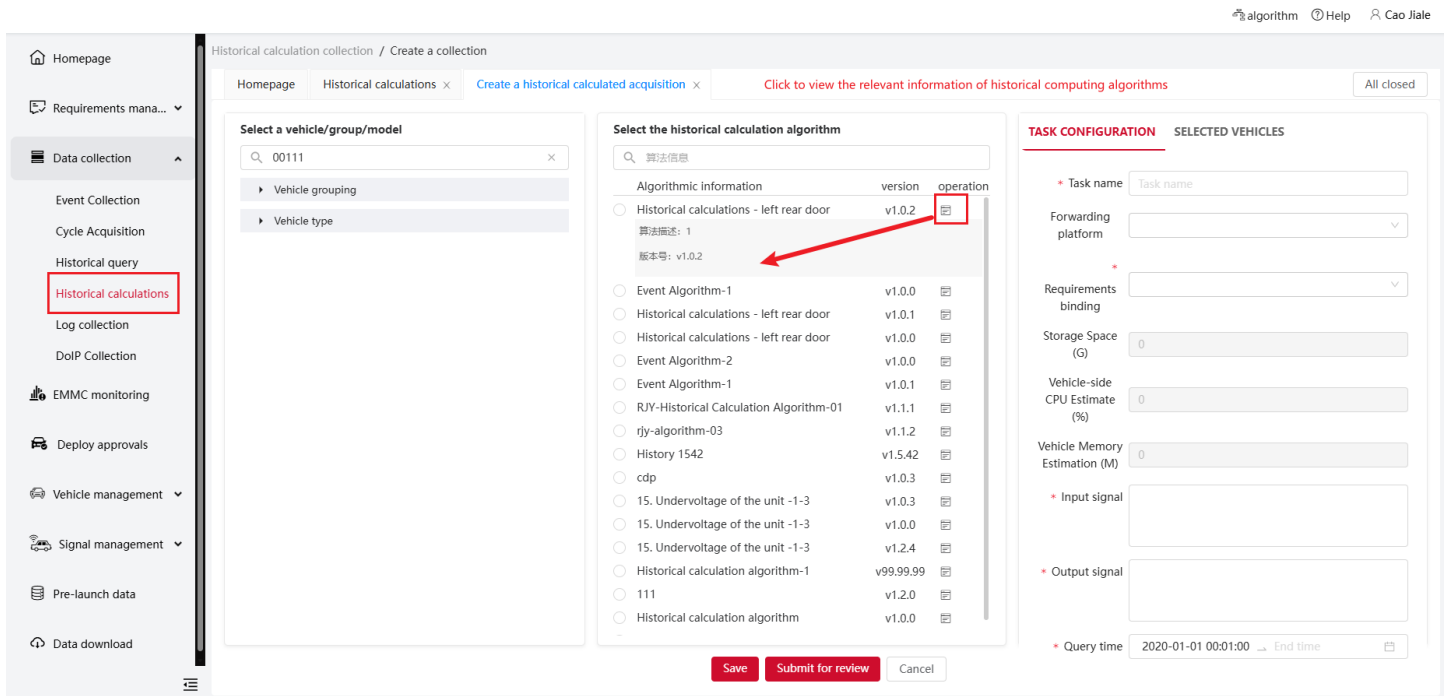 algorithm Help Cao Jiale
Homepage
Requirements mana...
Data collection
Event Collection
Cycle Acquisition
Historical query
Historical calculations
Log collection
DoIP Collection
EMMC monitoring
Deploy approvals
Vehicle management
Signal management
Pre-launch data
Data download
Historical calculation collection / Create a collection
Homepage Historical calculations × Create a historical calculated acquisition × Click to view the relevant information of historical computing algorithms All closed
Select a vehicle/group/model
00111 ×
Vehicle grouping
Vehicle type
Select the historical calculation algorithm
算法信息
Algorithmic information version operation
Historical calculations - left rear door v1.0.2
算法描述：1
版本号：v1.0.2
Event Algorithm-1 v1.0.0
Historical calculations - left rear door v1.0.1
Historical calculations - left rear door v1.0.0
Event Algorithm-2 v1.0.0
Event Algorithm-1 v1.0.1
RJY-Historical Calculation Algorithm-01 v1.1.1
rjy-algorithm-03 v1.1.2
History 1542 v1.5.42
cdp v1.0.3
15. Undervoltage of the unit -1-3 v1.0.3
15. Undervoltage of the unit -1-3 v1.0.0
15. Undervoltage of the unit -1-3 v1.2.4
Historical calculation algorithm-1 v99.99.99
111 v1.2.0
Historical calculation algorithm v1.0.0
TASK CONFIGURATION SELECTED VEHICLES
* Task name Task name
Forwarding
platform
*
Requirements
binding
Storage Space
(G) 0
Vehicle-side
CPU Estimate 0
(%)
Vehicle Memory
Estimation (M) 0
* Input signal
* Output signal
* Query time 2020-01-01 00:01:00 → End time
Save Submit for review Cancel